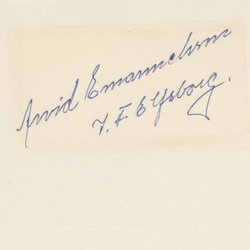 Arvid Emanuelsson
I. F. Elfsborg.